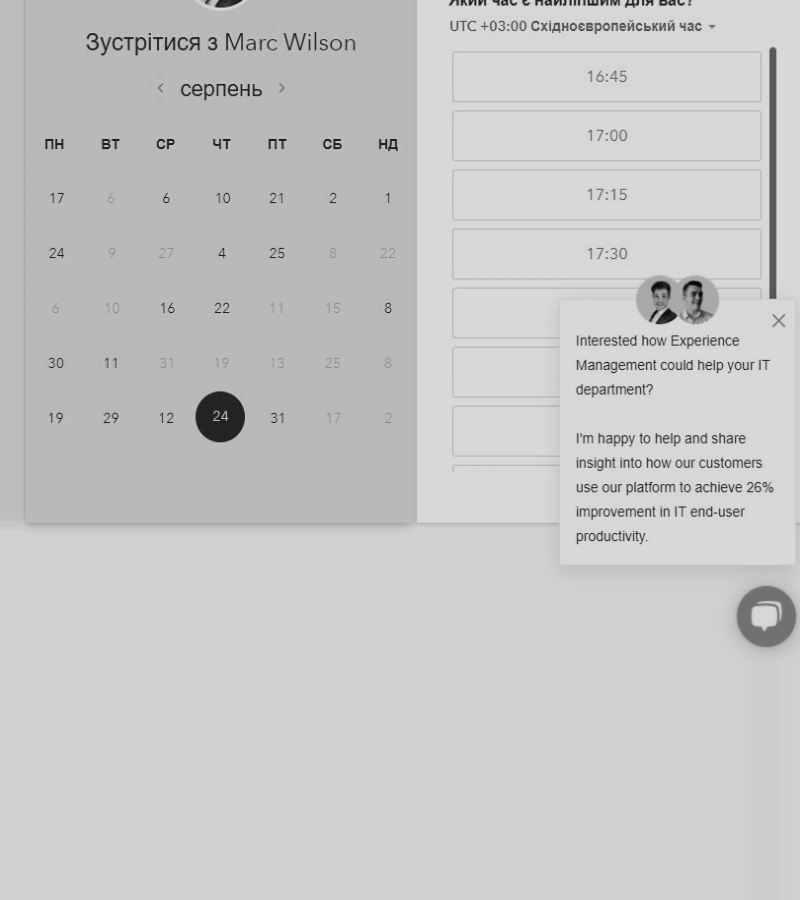 Зустрітися з Marc Wilson
серпень
ПН ВТ СР ЧТ ПТ СБ НД
17 6 6 10 21 2 1
24 9 27 4 25 8 22
6 10 16 22 11 15 8
30 11 31 19 13 25 8
19 29 12 24 31 17 2
Який час є найліпшим для вас?
UTC +03:00 Східноєвропейський час
16:45
17:00
17:15
17:30
Interested how Experience
Management could help your IT
department?
I'm happy to help and share
insight into how our customers
use our platform to achieve 26%
improvement in IT end-user
productivity.